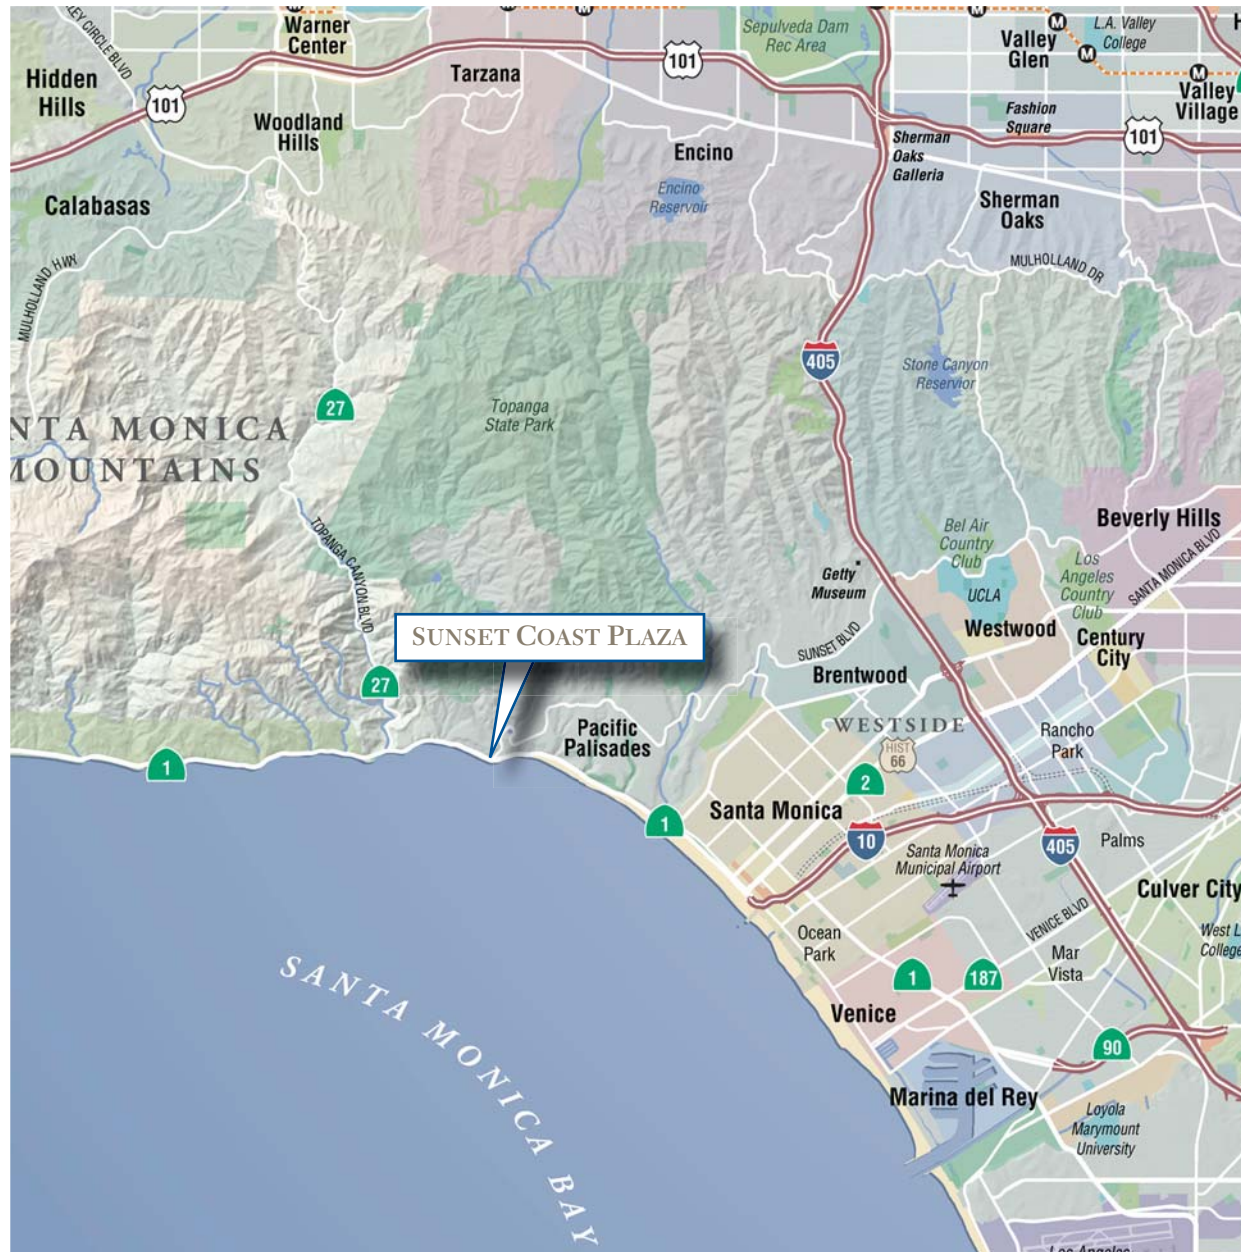 Warner
Center
Sepulveda Dam
Rec Area
L.A. Valley
College
Valley
Glen
M
M
M
M
Hidden
Hills
101
Tarzana
101
Valley
Village
Woodland
Hills
Fashion
Square
101
Encino
Sherman
Oaks
Galleria
Calabasas
Encino
Reservoir
Sherman
Oaks
MULHOLLAND HWY
MULHOLLAND DR
405
Stone Canyon
Reservior
27
Topanga
State Park
NTA MONICA
MOUNTAINS
Beverly Hills
Bel Air
Country
Club
TOPANGA CANYON BLVD
SANTA MONICA BLVD
Los
Angeles
Country
Club
Getty
Museum
UCLA
SUNSET COAST PLAZA
Westwood
Century
City
SUNSET BLVD
Brentwood
27
Pacific
Palisades
WESTSIDE
Rancho
Park
HIST
66
1
2
Santa Monica
1
10
405
Palms
Santa Monica
Municipal Airport
Culver City
VENICE BLVD
Ocean
Park
West L
College
Mar
Vista
1
187
SANTA MONICA BAY
Venice
90
Marina del Rey
Loyola
Marymount
University